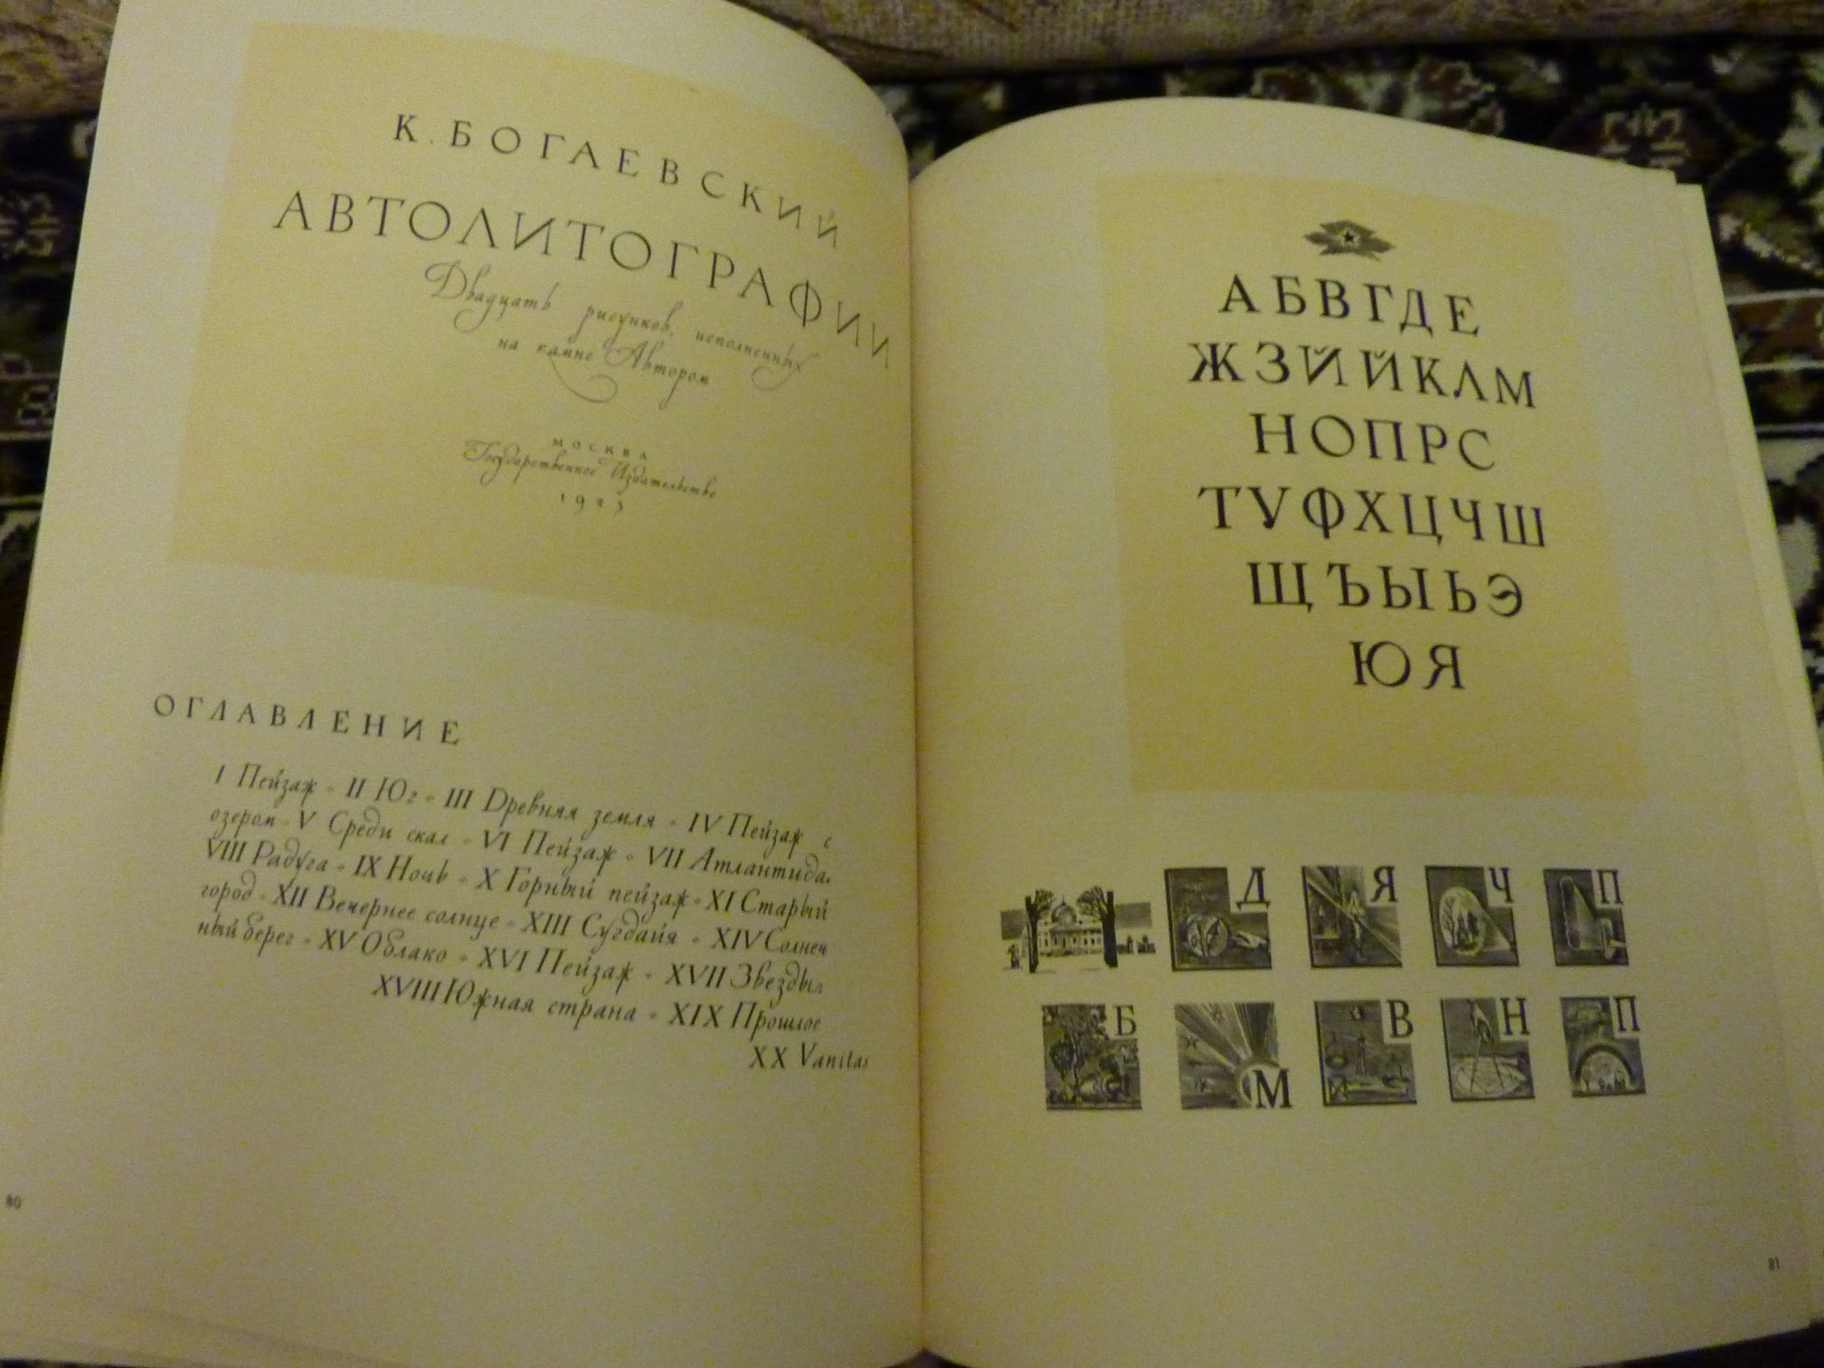 К. БОГАЕВСКИЙ
АВТОЛИТОГРАФИИ
Двадцать рисунков, исполненных
на камне Автором
МОСКВА
Государственное Издательство
1923
ОГЛАВЛЕНИЕ
I Пейзаж • II Юг • III Древняя земля • IV Пейзаж с
озером • V Среди скал • VI Пейзаж • VII Атлантида.
VIII Радуга • IX Ночь • X Горный пейзаж • XI Старый
город • XII Вечернее солнце • XIII Сугдайя • XIV Солнеч
ный берег • XV Облако • XVI Пейзаж • XVII Звезды.
XVIII Южная страна • XIX Прошлое
XX Vanitas
80
АБВГДЕ
ЖЗЙЙКЛМ
НОПРС
ТУФХЦЧШ
ЩЪЫЬЭ
ЮЯ
Д Я Ч П
Б М В Н П
81